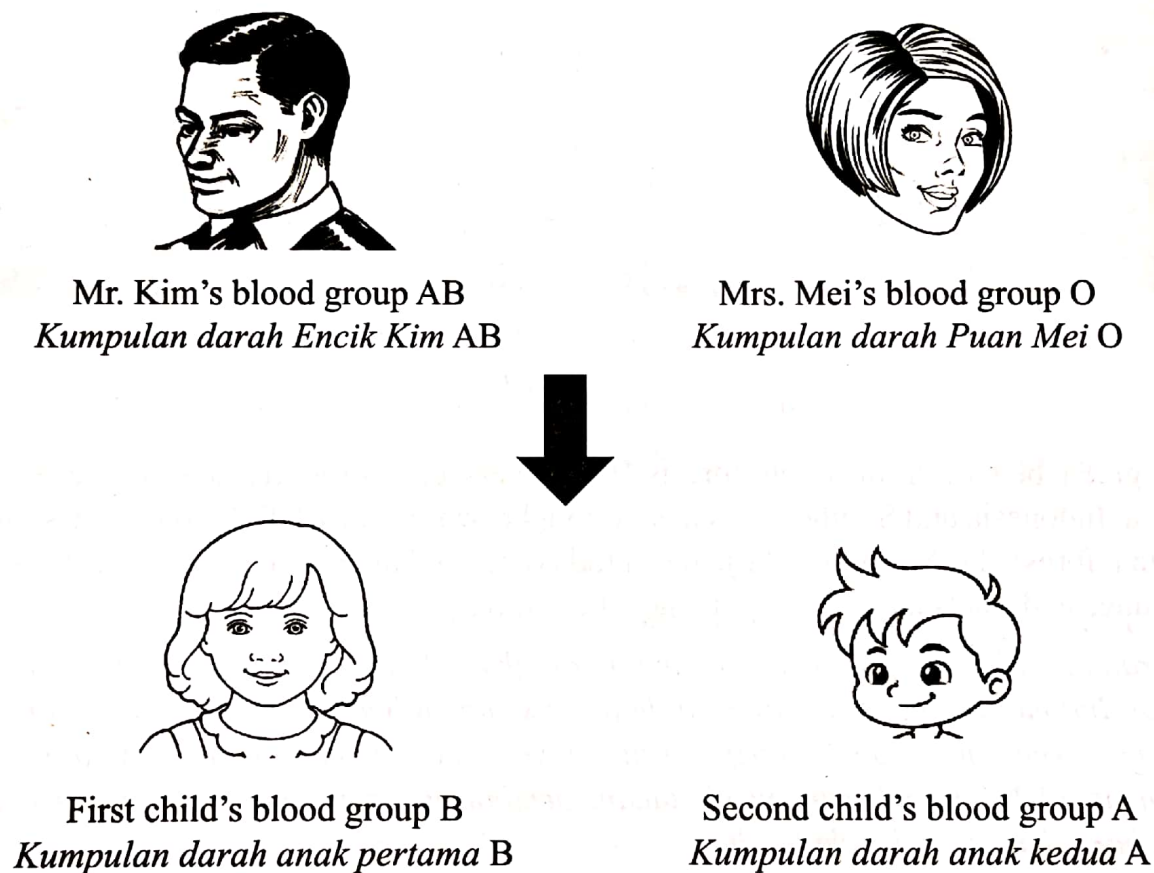 Mr. Kim's blood group AB
Kumpulan darah Encik Kim AB
Mrs. Mei's blood group O
Kumpulan darah Puan Mei O
First child's blood group B
Kumpulan darah anak pertama B
Second child's blood group A
Kumpulan darah anak kedua A